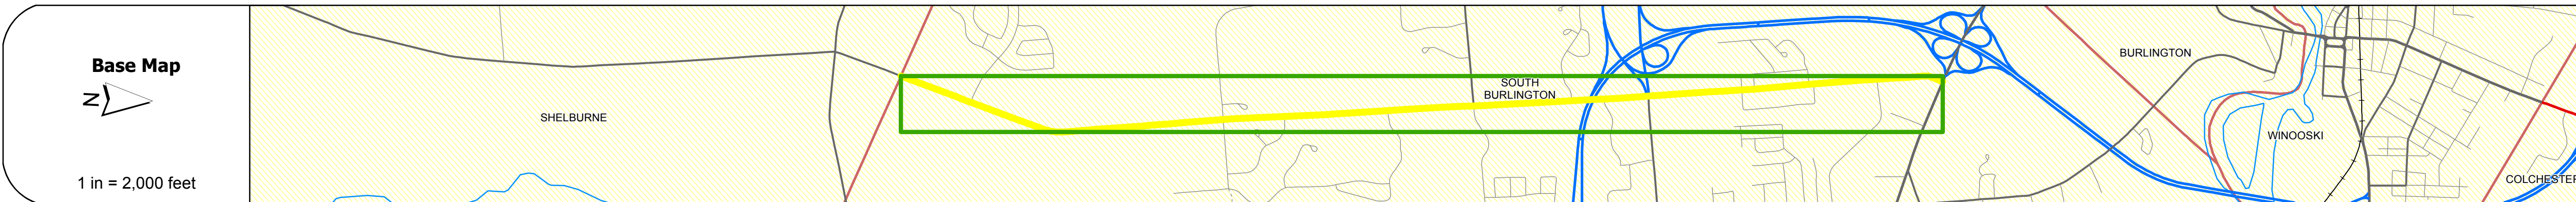 Base Map
N
1 in = 2,000 feet
SHELBURNE
SOUTH
BURLINGTON
BURLINGTON
WINOOSKI
COLCHESTER